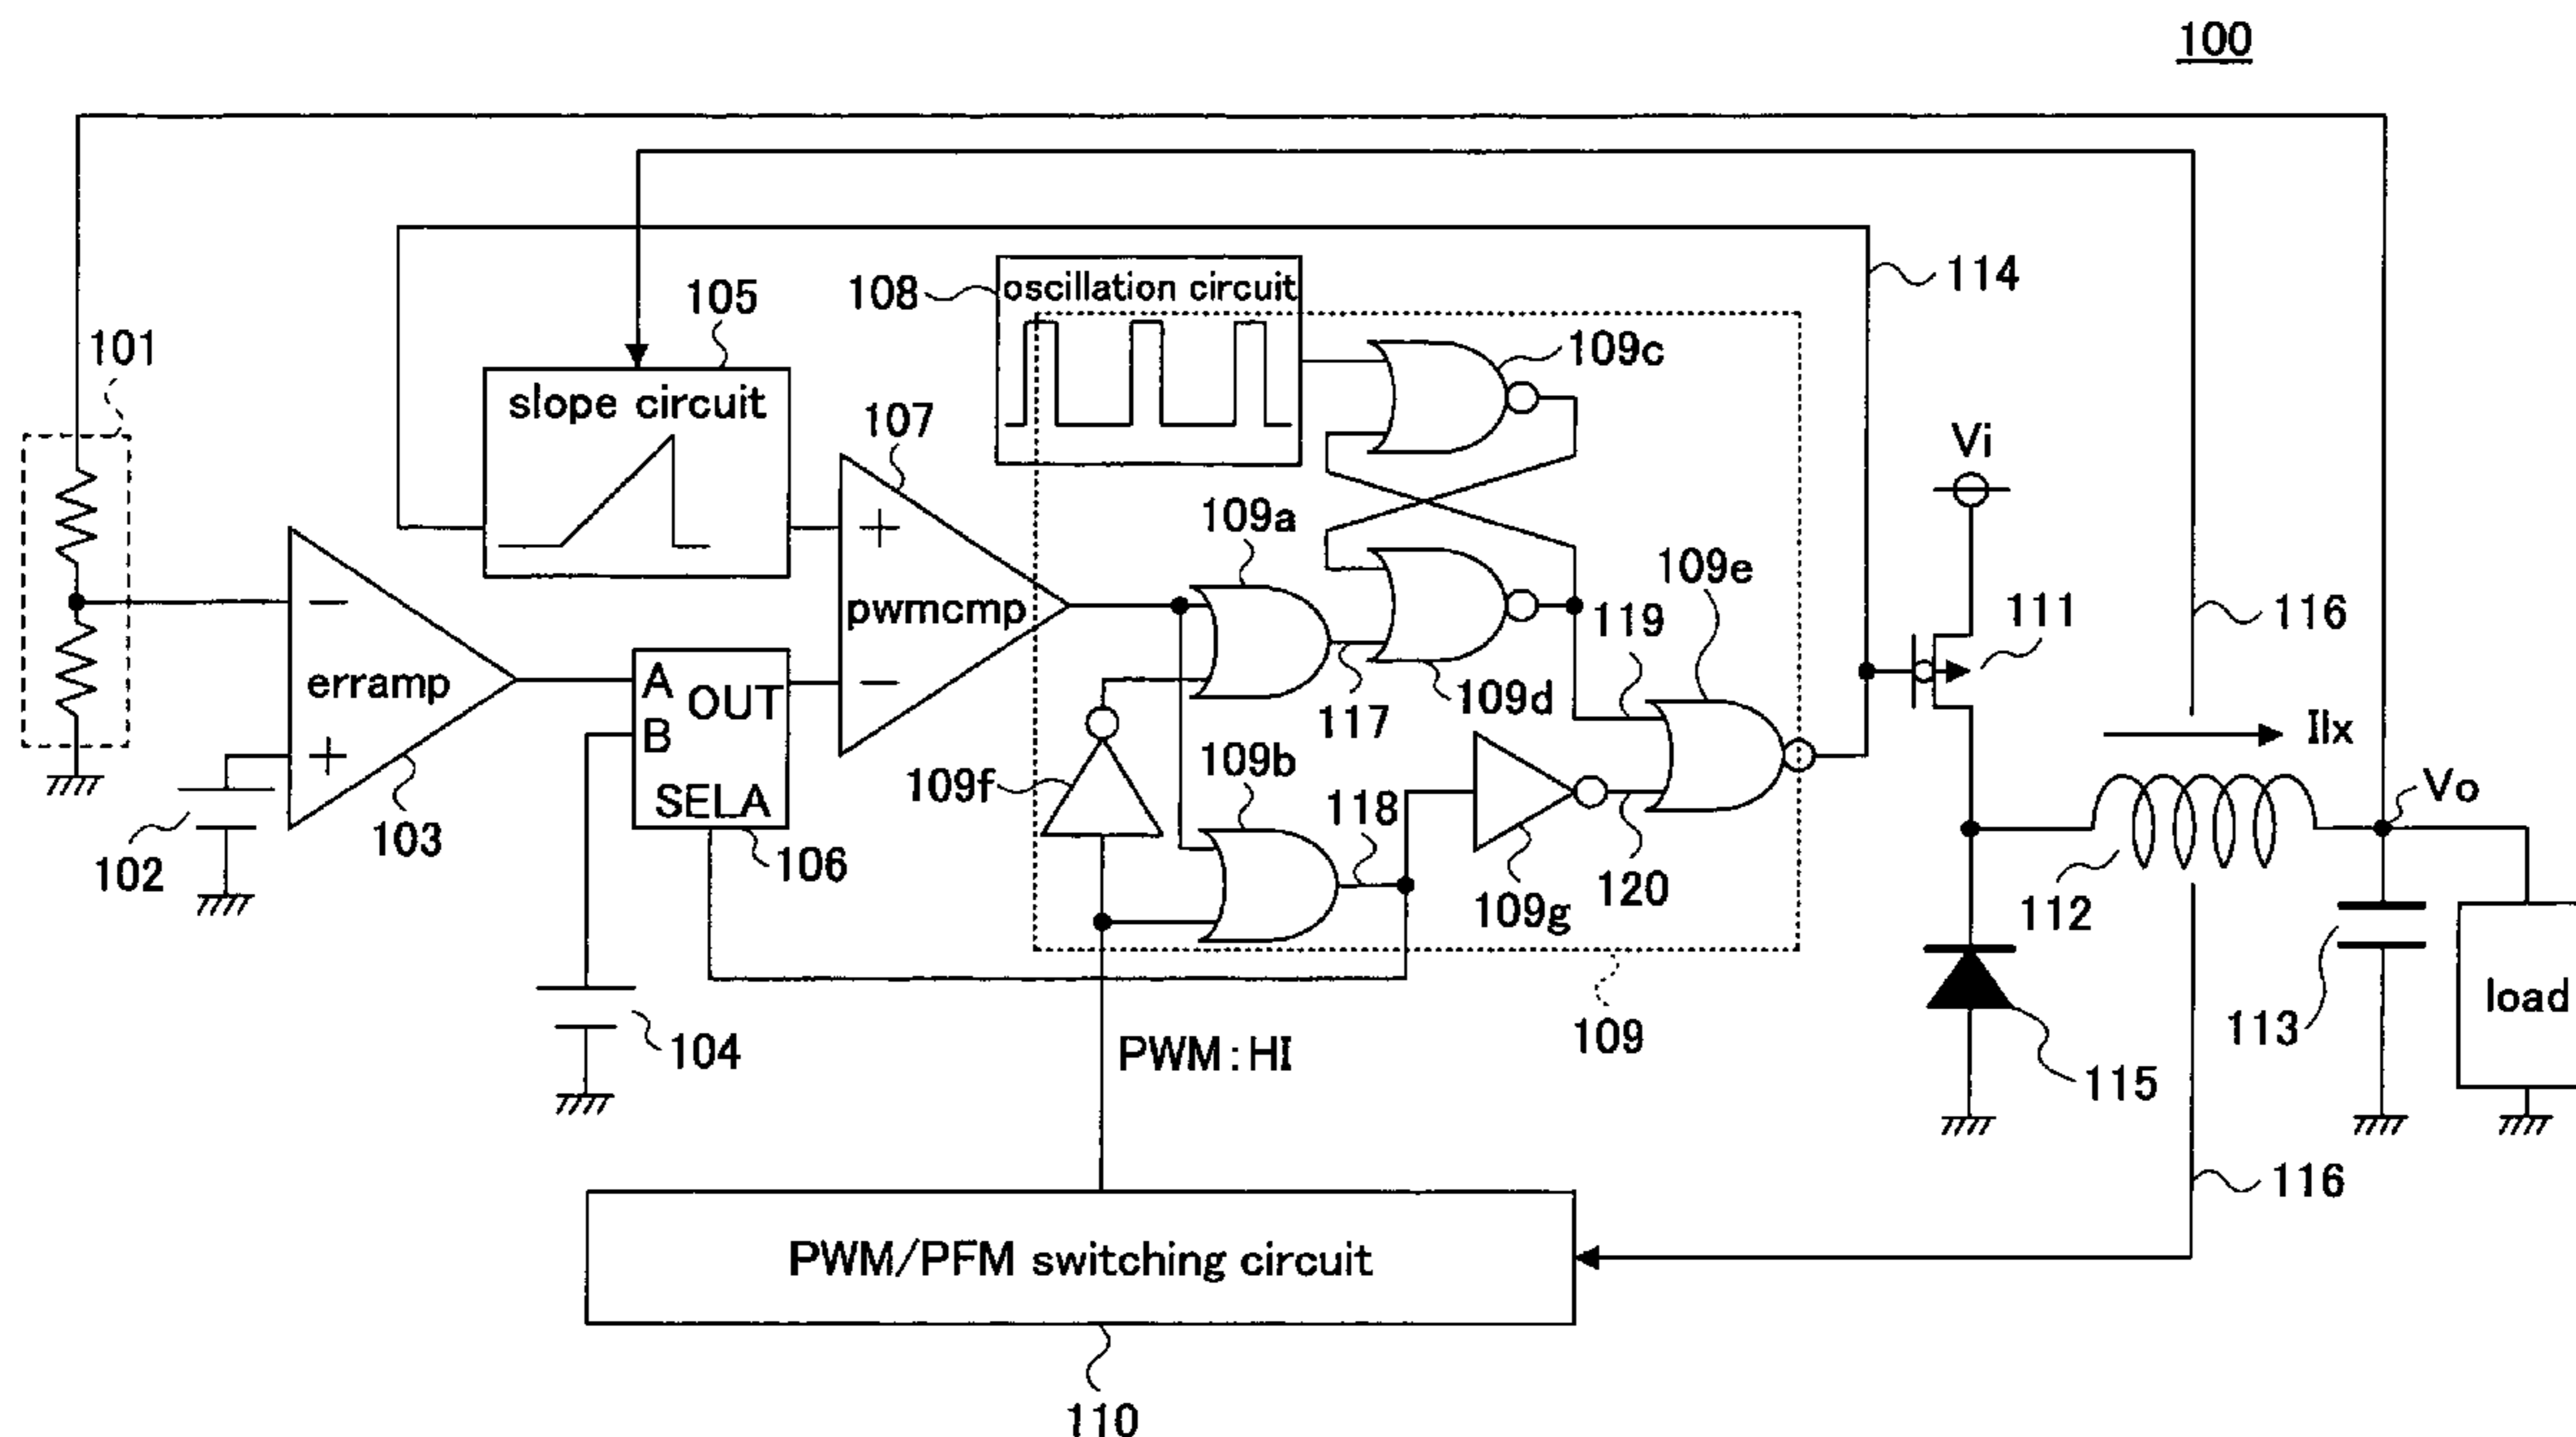 100
101
102
103
erramp
104
105
slope circuit
A
B
OUT
SELA
106
107
pwmcmp
108
oscillation circuit
109a
109b
109c
109d
109e
109f
109g
117
118
119
120
109
PWM:HI
PWM/PFM switching circuit
110
114
Vi
111
116
Ilx
Vo
112
113
115
load
116